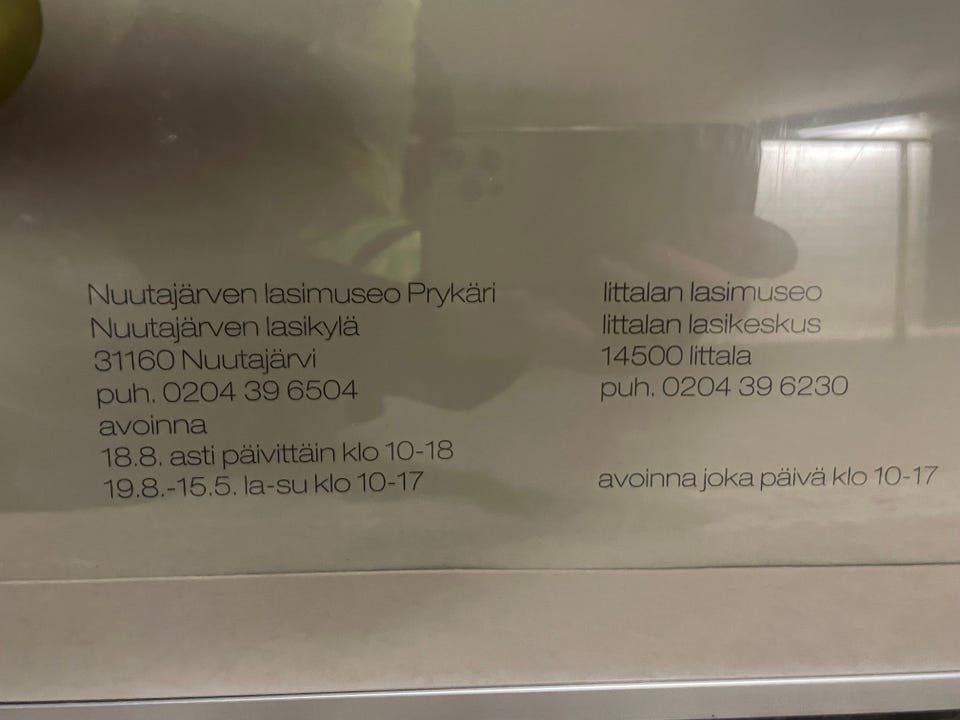 Nuutajärven lasimuseo Prykäri
Nuutajärven lasikylä
31160 Nuutajärvi
puh. 0204 39 6504
avoinna
18.8. asti päivittäin klo 10-18
19.8.-15.5. la-su klo 10-17
Iittalan lasimuseo
Iittalan lasikeskus
14500 Iittala
puh. 0204 39 6230
avoinna joka päivä klo 10-17